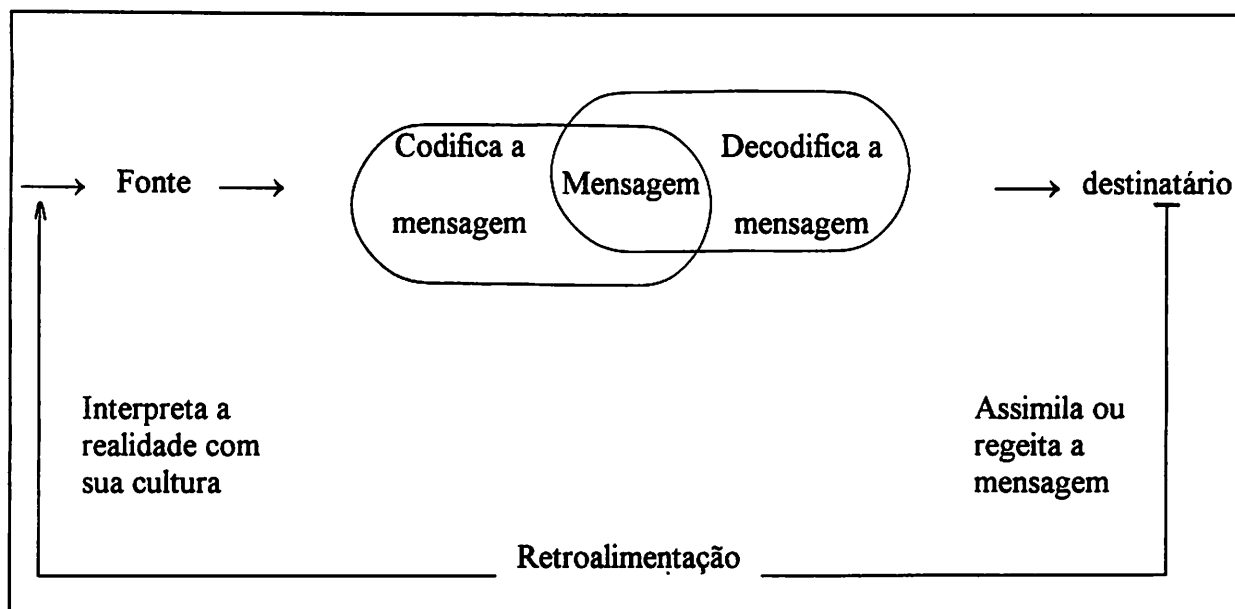 Codifica a
Decodifica a
Fonte
Mensagem
destinatário
mensagem
mensagem
Interpreta a
realidade com
sua cultura
Assimila ou
regeita a
mensagem
Retroalimentação